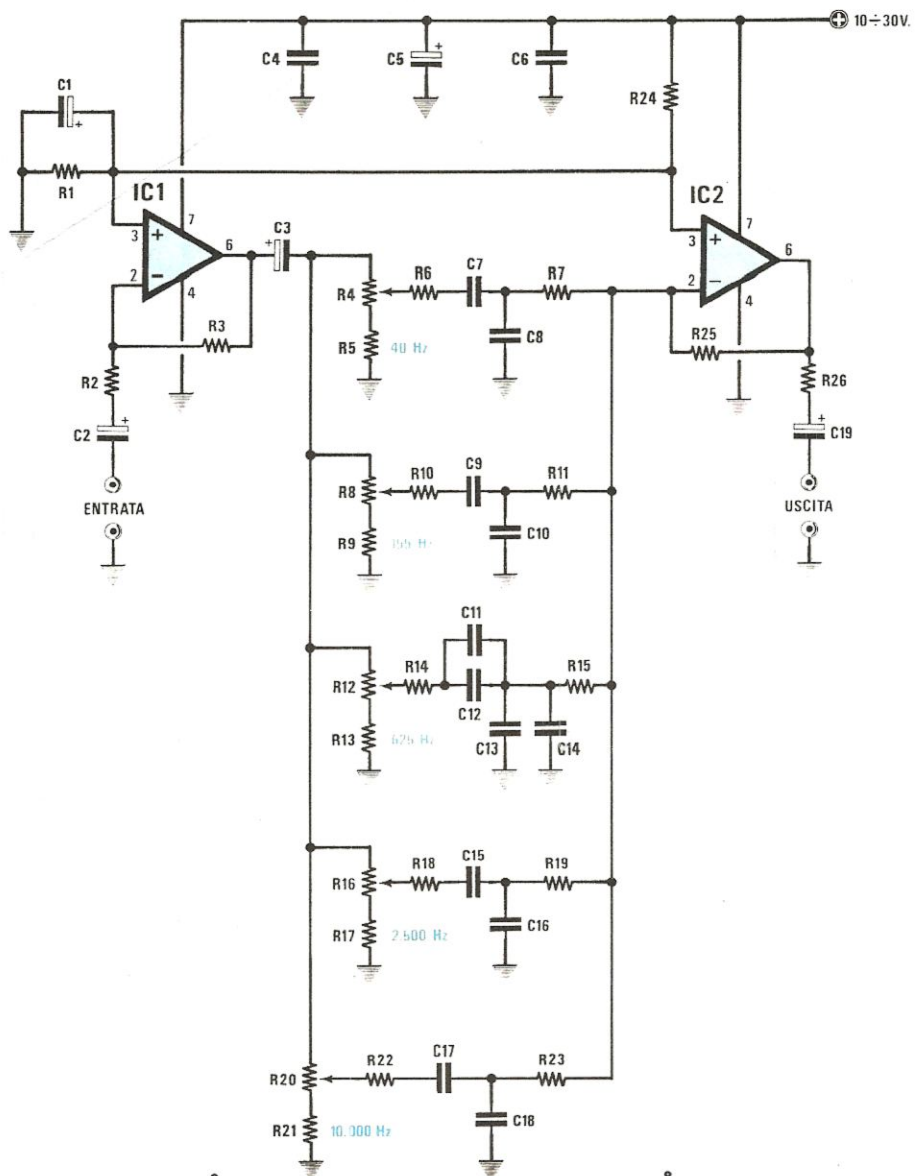 10÷30V.
C4
C5
+
C6
C1
+
R24
R1
IC1
IC2
7
7
3
+
6
C3
+
3
+
6
2
−
4
2
−
4
R4
R6
C7
R7
R3
R25
R5
40 Hz
C8
R2
R26
+
C2
+
C19
ENTRATA
USCITA
R8
R10
C9
R11
R9
155 Hz
C10
C11
R12
R14
R15
C12
R13
625 Hz
C13
C14
R16
R18
C15
R19
R17
2.500 Hz
C16
R20
R22
C17
R23
R21
10.000 Hz
C18